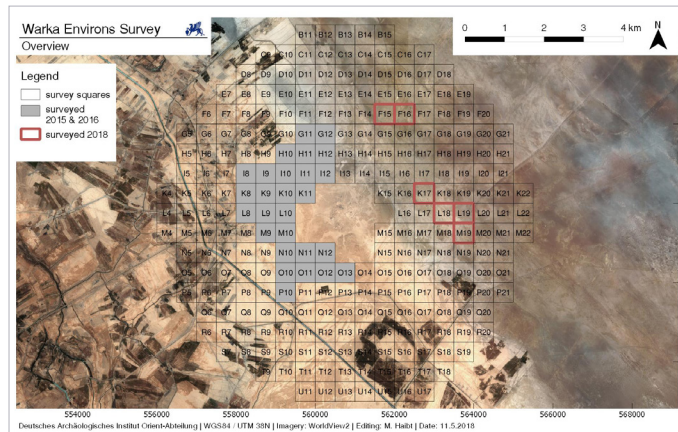 Warka Environs Survey
Overview
Legend
survey squares
surveyed
2015 & 2016
surveyed 2018
0 1 2 3 4 km
N
B11 B12 B13 B14 B15
C9 C10 C11 C12 C13 C14 C15 C16 C17
D8 D9 D10 D11 D12 D13 D14 D15 D16 D17 D18
E7 E8 E9 E10 E11 E12 E13 E14 E15 E16 E17 E18 E19
F6 F7 F8 F9 F10 F11 F12 F13 F14 F15 F16 F17 F18 F19 F20
G5 G6 G7 G8 G9 G10 G11 G12 G13 G14 G15 G16 G17 G18 G19 G20 G21
H5 H6 H7 H8 H9 H10 H11 H12 H13 H14 H15 H16 H17 H18 H19 H20 H21
I5 I6 I7 I8 I9 I10 I11 I12 I13 I14 I15 I16 I17 I18 I19 I20 I21
K4 K5 K6 K7 K8 K9 K10 K11 K15 K16 K17 K18 K19 K20 K21 K22
L4 L5 L6 L7 L8 L9 L10 L16 L17 L18 L19 L20 L21 L22
M4 M5 M6 M7 M8 M9 M10 M15 M16 M17 M18 M19 M20 M21 M22
N5 N6 N7 N8 N9 N10 N11 N12 N15 N16 N17 N18 N19 N20 N21
O5 O6 O7 O8 O9 O10 O11 O12 O13 O14 O15 O16 O17 O18 O19 O20 O21
P5 P6 P7 P8 P9 P10 P11 P12 P13 P14 P15 P16 P17 P18 P19 P20 P21
Q6 Q7 Q8 Q9 Q10 Q11 Q12 Q13 Q14 Q15 Q16 Q17 Q18 Q19 Q20
R6 R7 R8 R9 R10 R11 R12 R13 R14 R15 R16 R17 R18 R19 R20
S7 S8 S9 S10 S11 S12 S13 S14 S15 S16 S17 S18 S19
T9 T10 T11 T12 T13 T14 T15 T16 T17 T18
U11 U12 U13 U14 U15 U16 U17
554000 556000 558000 560000 562000 564000 566000 568000
Deutsches Archäologisches Institut Orient-Abteilung | WGS84 / UTM 38N | Imagery: WorldView2 | Editing: M. Haibt | Date: 11.5.2018